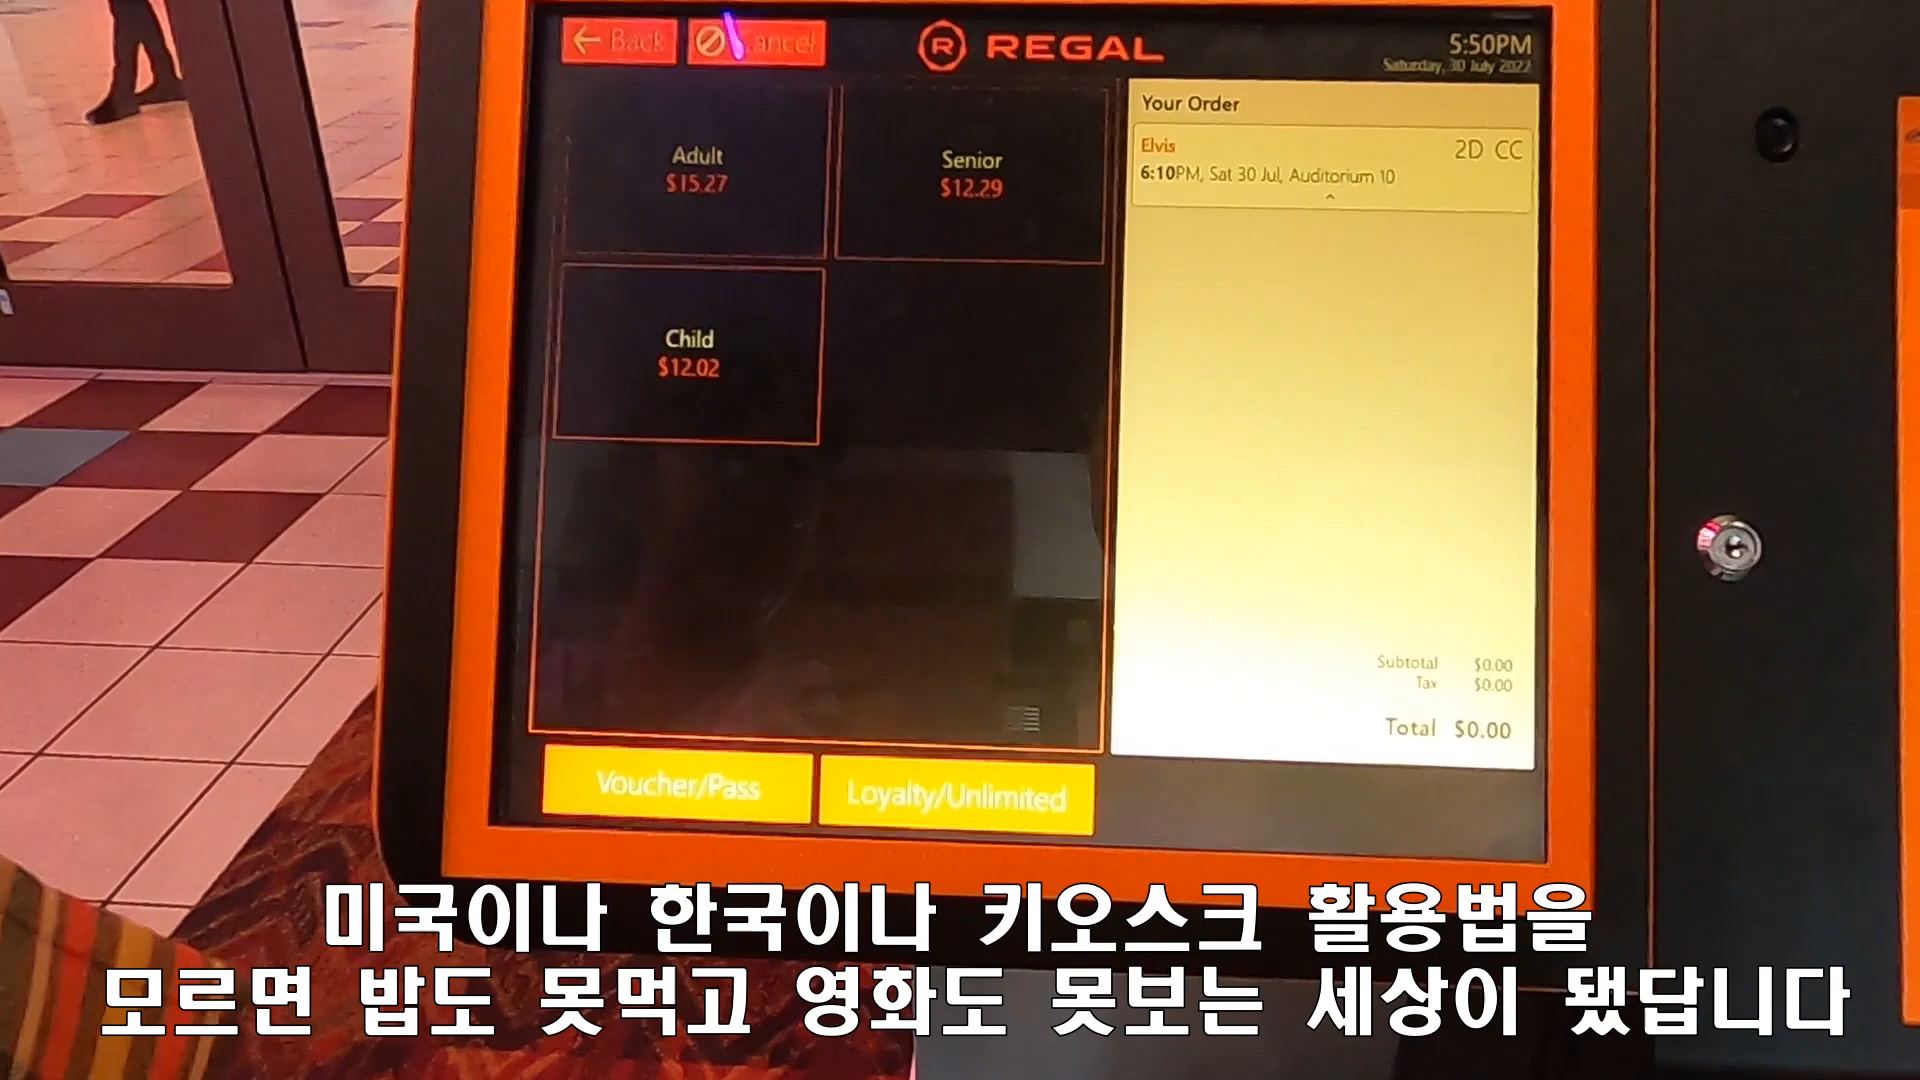 Back
Cancel
REGAL
5:50PM
Saturday, 30 July 2022
Adult
$15.27
Senior
$12.29
Child
$12.02
Your Order
Elvis
2D CC
6:10PM, Sat 30 Jul, Auditorium 10
Subtotal $0.00
Tax $0.00
Total $0.00
Voucher/Pass
Loyalty/Unlimited
미국이나 한국이나 키오스크 활용법을
모르면 밥도 못먹고 영화도 못보는 세상이 됐답니다